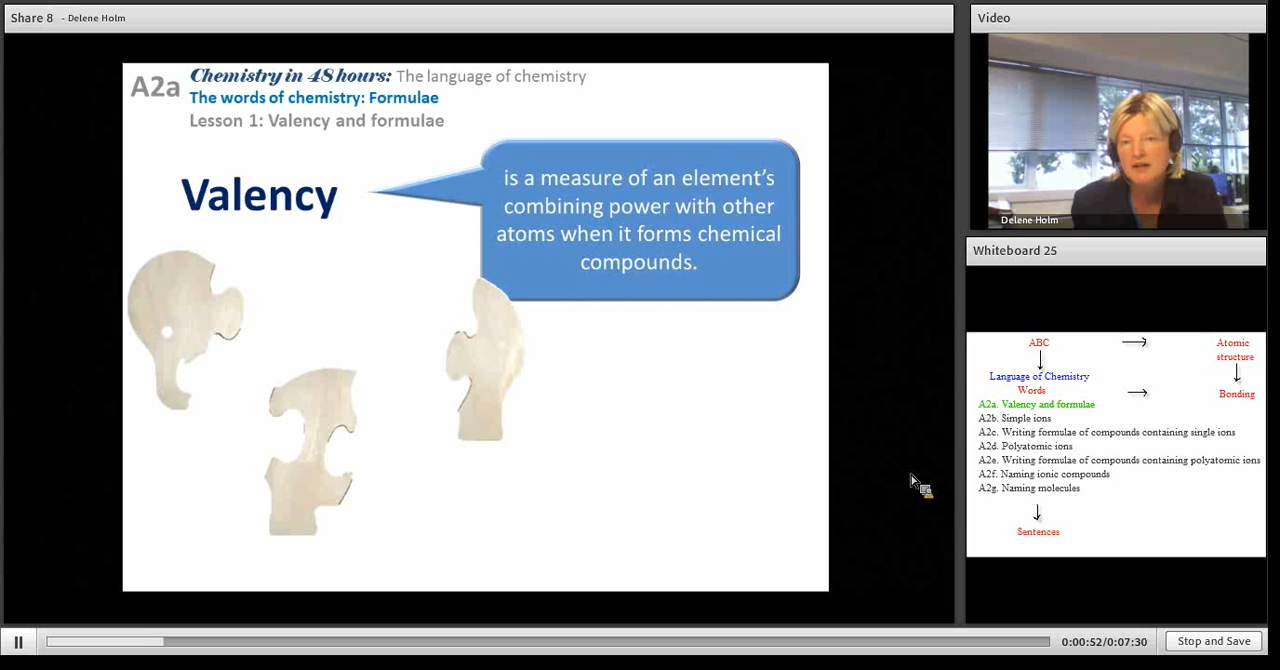 Share 8 - Delene Holm
A2a
Chemistry in 48 hours: The language of chemistry
The words of chemistry: Formulae
Lesson 1: Valency and formulae
Valency
is a measure of an element's
combining power with other
atoms when it forms chemical
compounds.
Video
Delene Holm
Whiteboard 25
ABC
Atomic
structure
Language of Chemistry
Words
Bonding
A2a. Valency and formulae
A2b. Simple ions
A2c. Writing formulae of compounds containing single ions
A2d. Polyatomic ions
A2e. Writing formulae of compounds containing polyatomic ions
A2f. Naming ionic compounds
A2g. Naming molecules
Sentences
0:00:52/0:07:30
Stop and Save